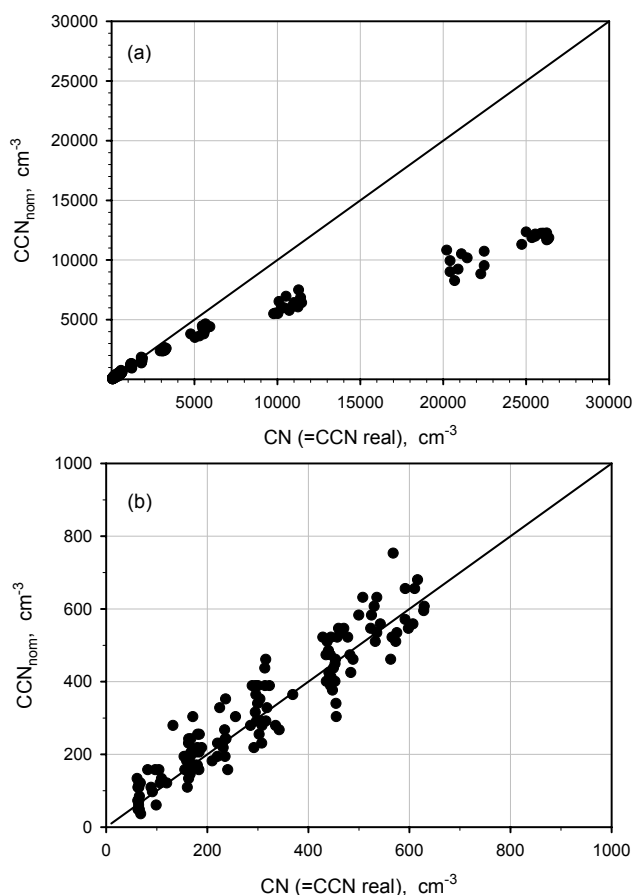 30000
(a)
25000
20000
15000
10000
5000
CCNnom, cm-3
5000 10000 15000 20000 25000 30000
CN (=CCN real), cm-3
1000
(b)
800
600
400
200
0
CCNnom, cm-3
0 200 400 600 800 1000
CN (=CCN real), cm-3